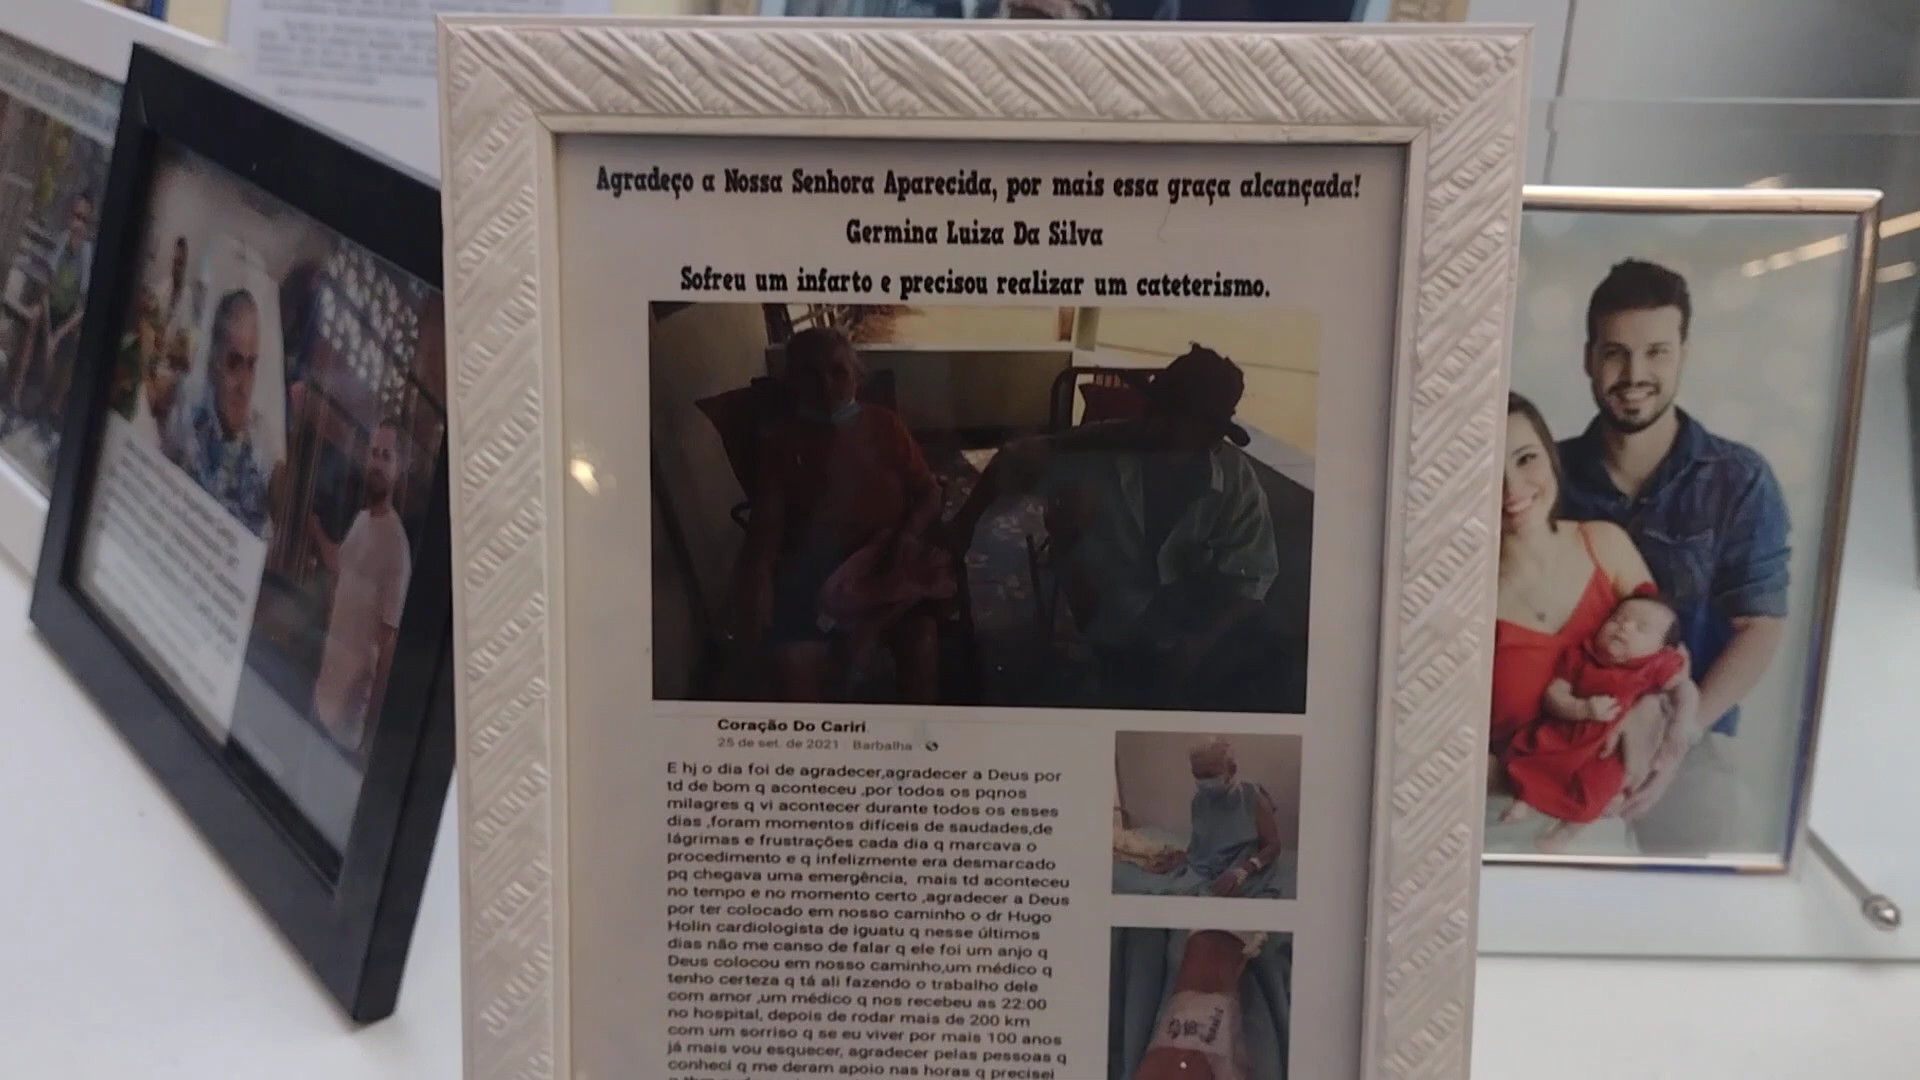 Agradeço a Nossa Senhora Aparecida, por mais essa graça alcançada!
Germina Luiza Da Silva
Sofreu um infarto e precisou realizar um cateterismo.
Coração Do Cariri
25 de set. de 2021 · Barbalha ·
E hj o dia foi de agradecer,agradecer a Deus por
td de bom q aconteceu ,por todos os pqnos
milagres q vi acontecer durante todos os esses
dias ,foram momentos difíceis de saudades,de
lágrimas e frustrações cada dia q marcava o
procedimento e q infelizmente era desmarcado
pq chegava uma emergência, mais td aconteceu
no tempo e no momento certo ,agradecer a Deus
por ter colocado em nosso caminho o dr Hugo
Holin cardiologista de iguatu q nesse últimos
dias não me canso de falar q ele foi um anjo q
Deus colocou em nosso caminho,um médico q
tenho certeza q tá ali fazendo o trabalho dele
com amor ,um médico q nos recebeu as 22:00
no hospital, depois de rodar mais de 200 km
com um sorriso q se eu viver por mais 100 anos
já mais vou esquecer, agradecer pelas pessoas q
conheci q me deram apoio nas horas q precisei